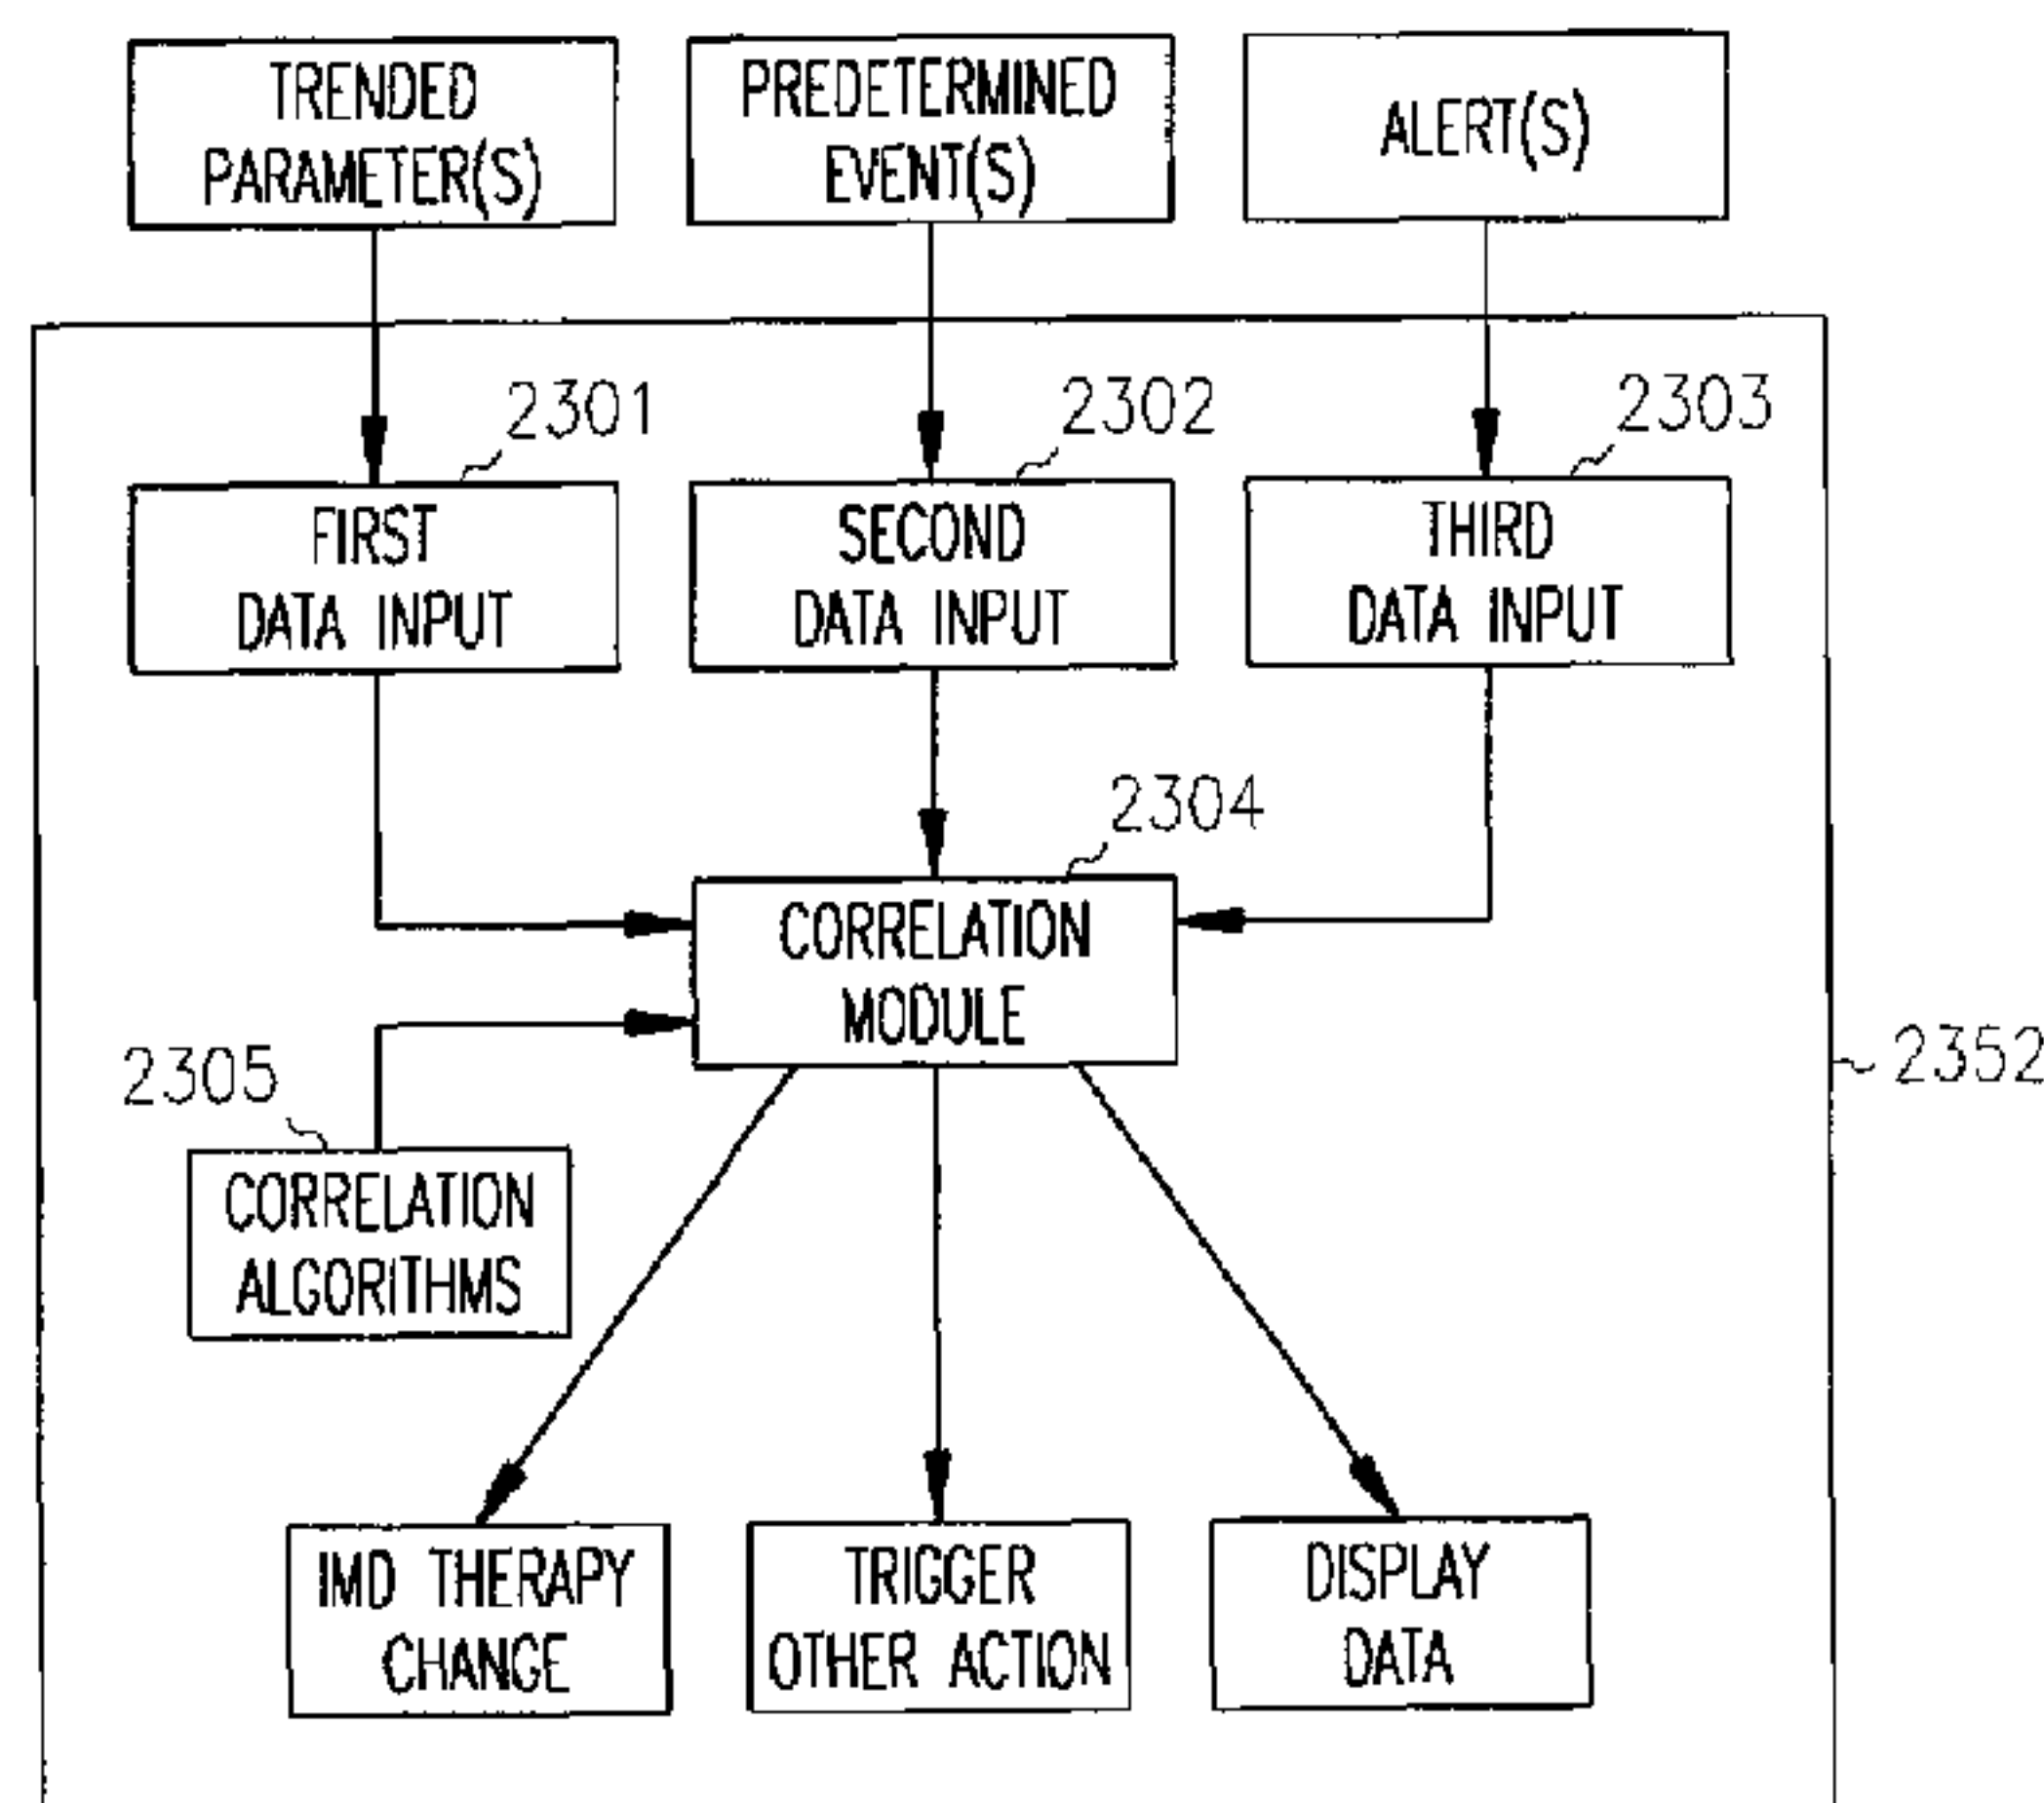 TRENDED
PARAMETER(S)
PREDETERMINED
EVENT(S)
ALERT(S)
2301
2302
2303
FIRST
DATA INPUT
SECOND
DATA INPUT
THIRD
DATA INPUT
2304
CORRELATION
MODULE
2305
2352
CORRELATION
ALGORITHMS
IMD THERAPY
CHANGE
TRIGGER
OTHER ACTION
DISPLAY
DATA